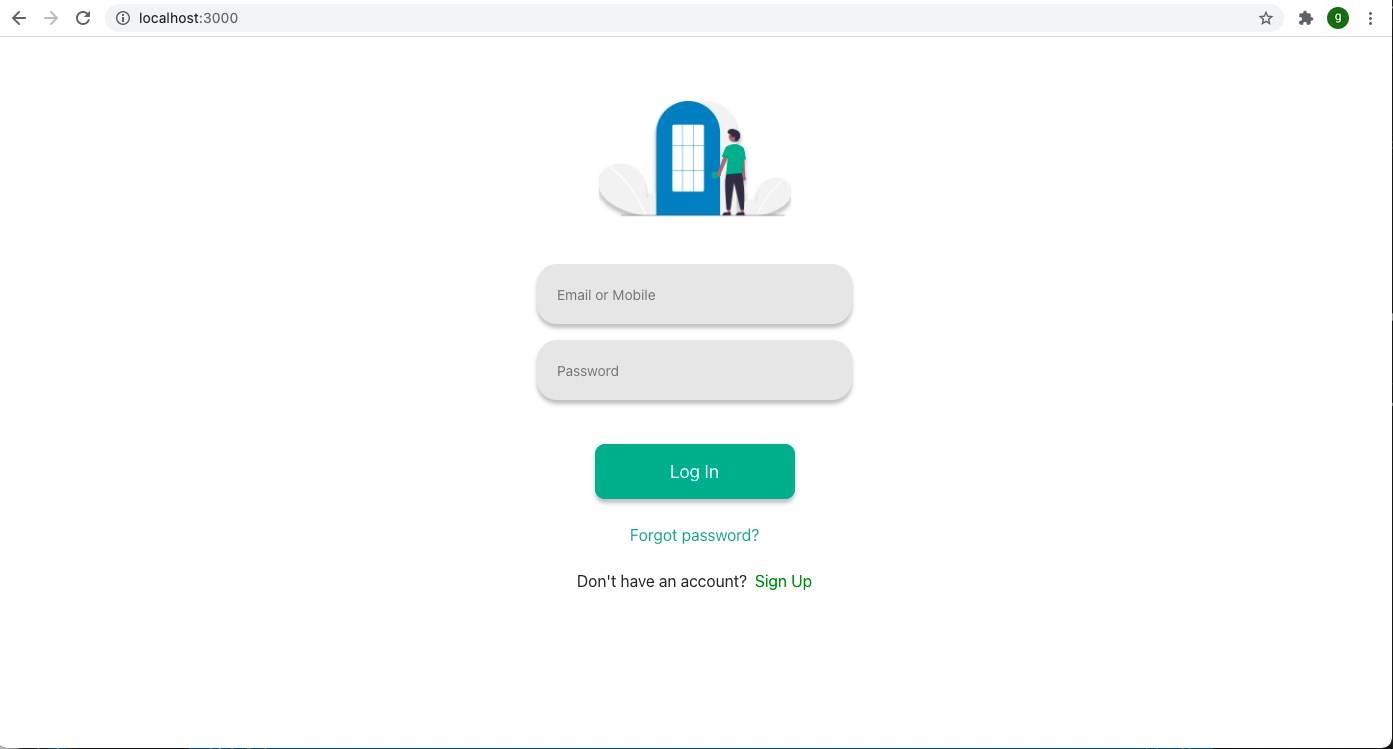 localhost:3000
g
Email or Mobile
Password
Log In
Forgot password?
Don't have an account? Sign Up